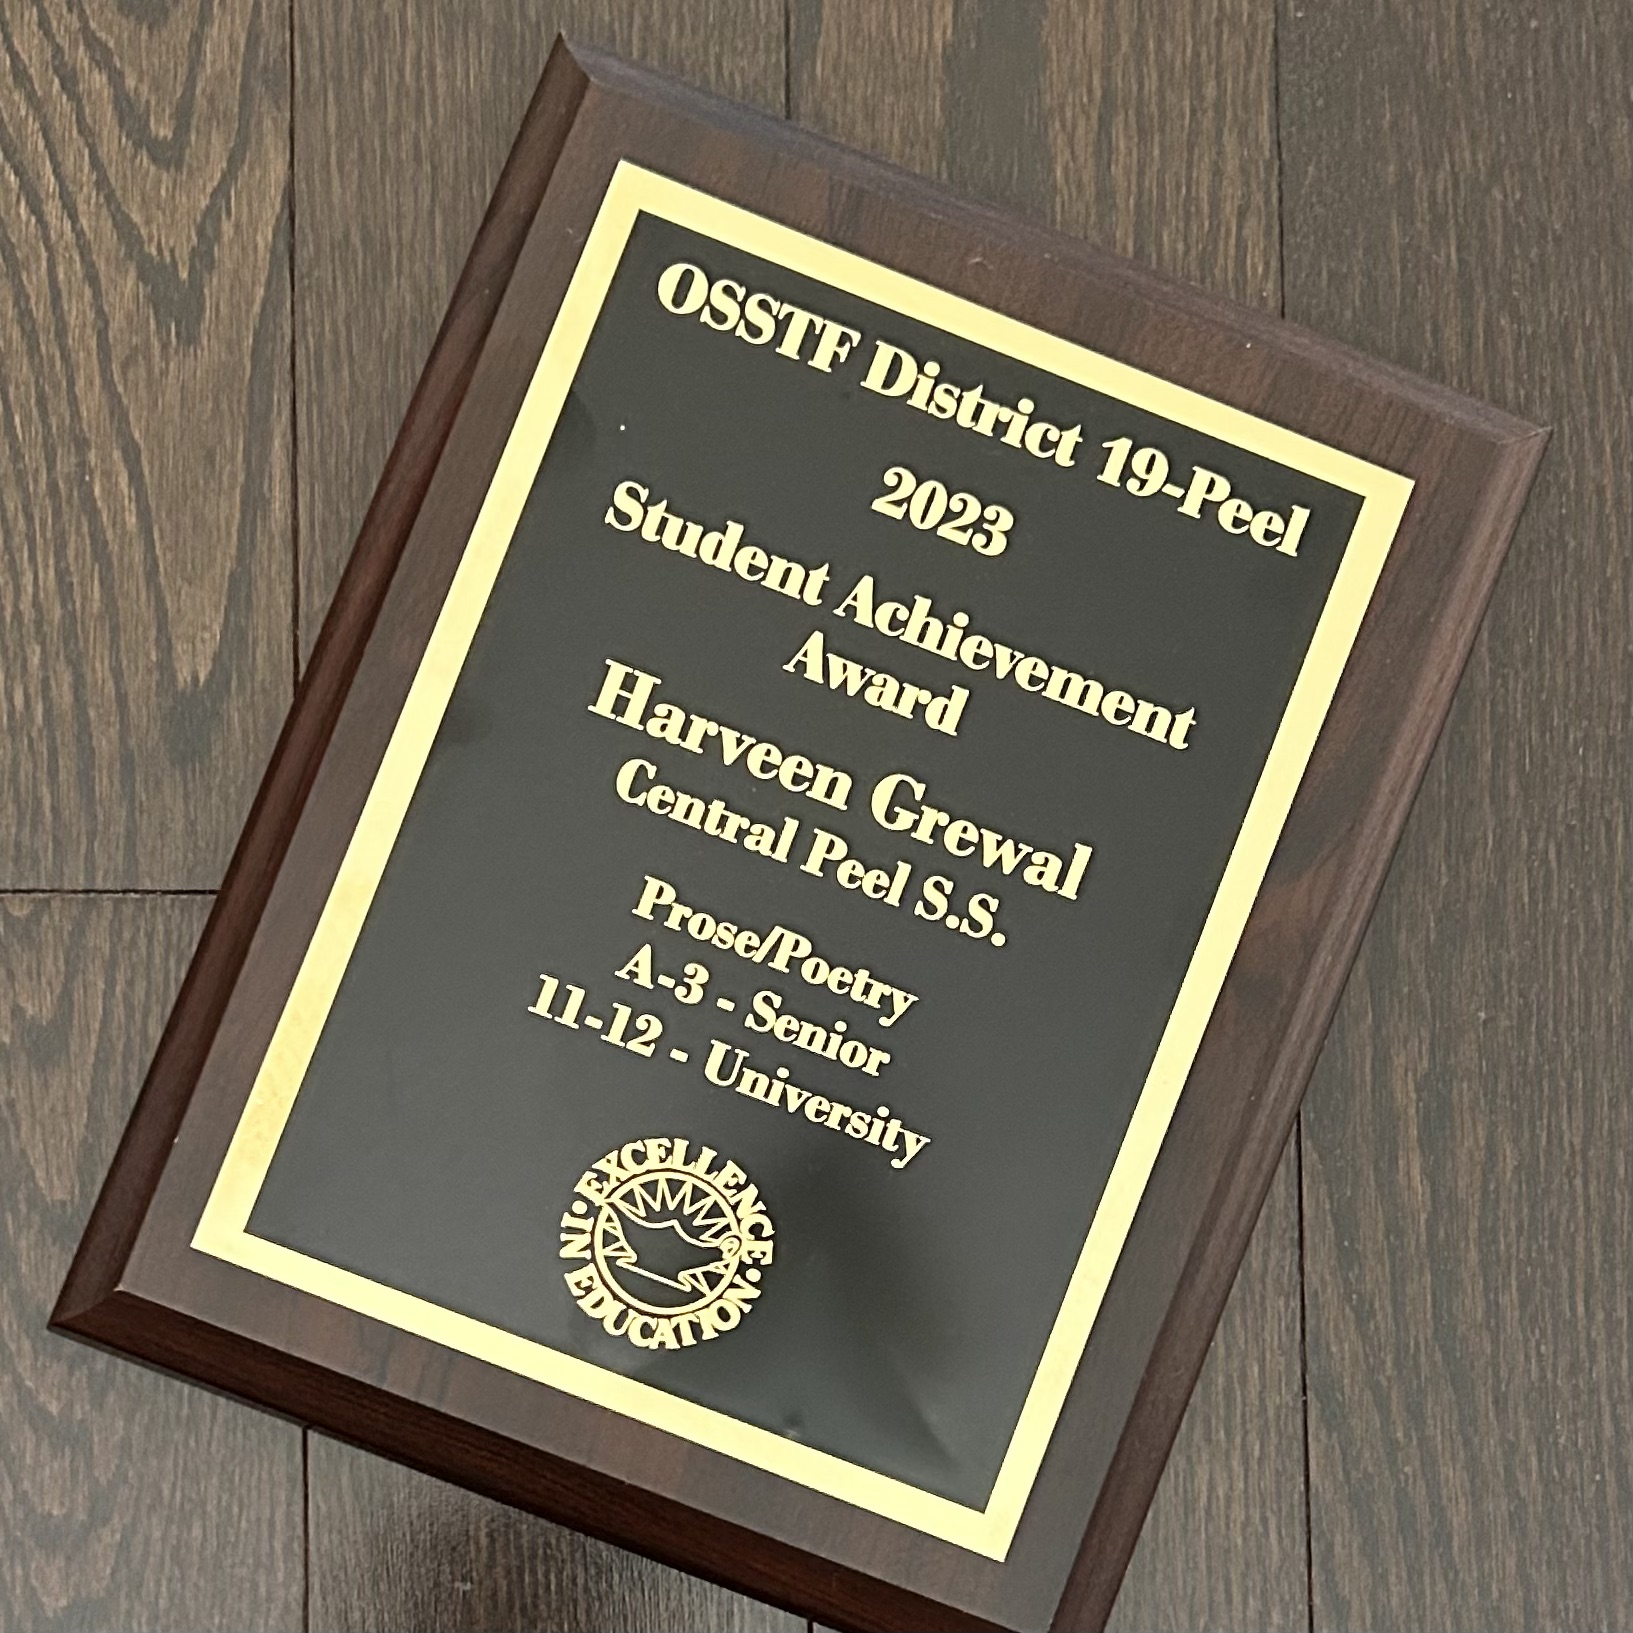 OSSTF District 19-Peel
2023
Student Achievement
Award
Harveen Grewal
Central Peel S.S.
Prose/Poetry
A-3 - Senior
11-12 - University
EXCELLENCE · IN · EDUCATION ·